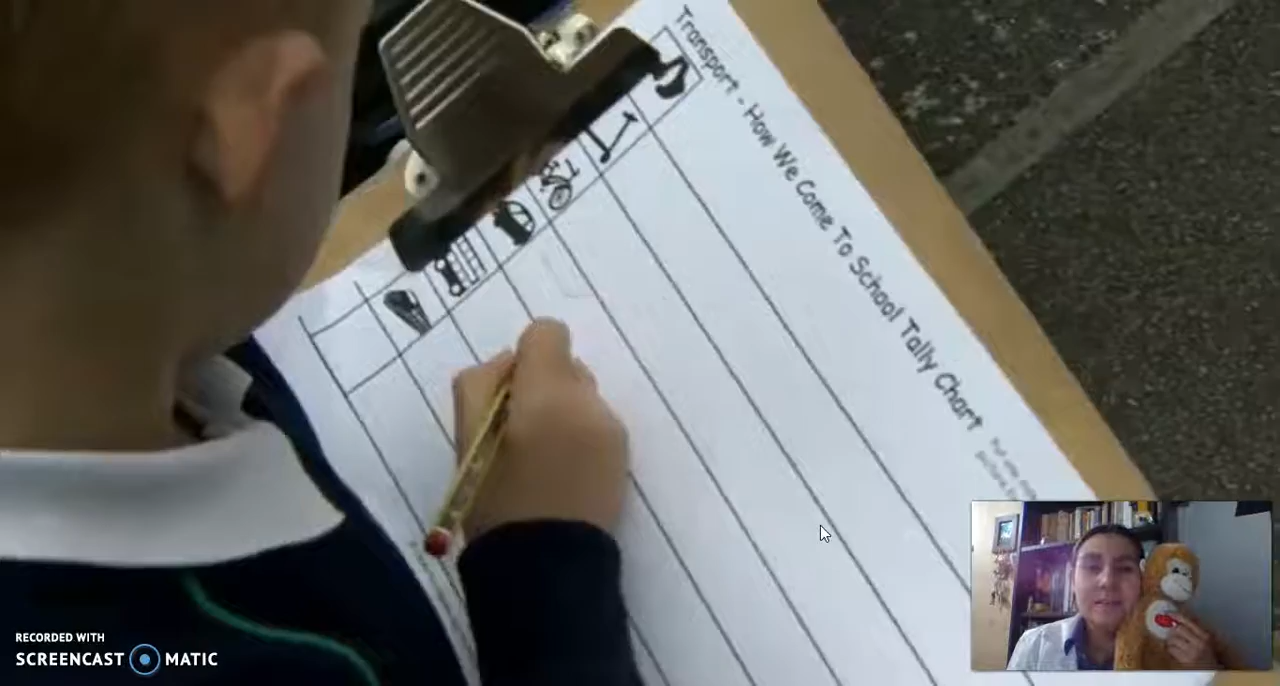 Transport - How We Come To School Tally Chart
RECORDED WITH
SCREENCAST MATIC